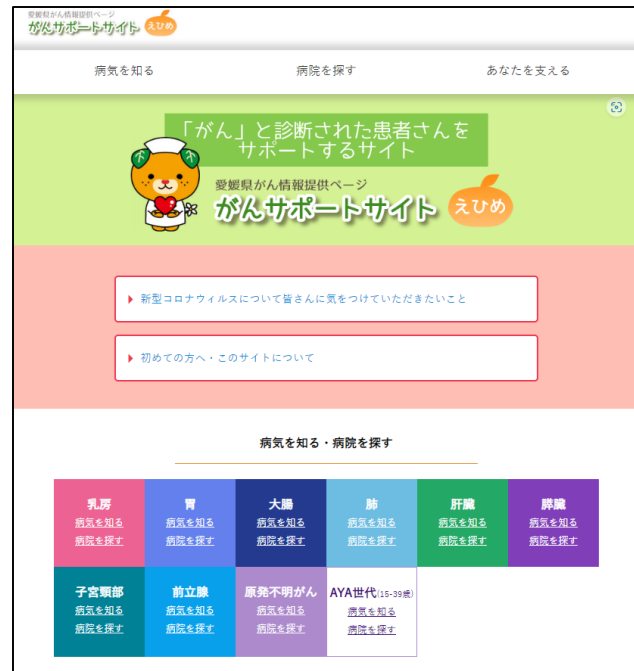 愛媛県がん情報提供ページ
がんサポートサイト えひめ
病気を知る 病院を探す あなたを支える
「がん」と診断された患者さんを
サポートするサイト
愛媛県がん情報提供ページ
がんサポートサイト えひめ
新型コロナウィルスについて皆さんに気をつけていただきたいこと
初めての方へ・このサイトについて
病気を知る・病院を探す
乳房 胃 大腸 肺 肝臓 膵臓
病気を知る 病気を知る 病気を知る 病気を知る 病気を知る 病気を知る
病院を探す 病院を探す 病院を探す 病院を探す 病院を探す 病院を探す
子宮頸部 前立腺 原発不明がん AYA世代(15-39歳)
病気を知る 病気を知る 病気を知る 病気を知る
病院を探す 病院を探す 病院を探す 病院を探す